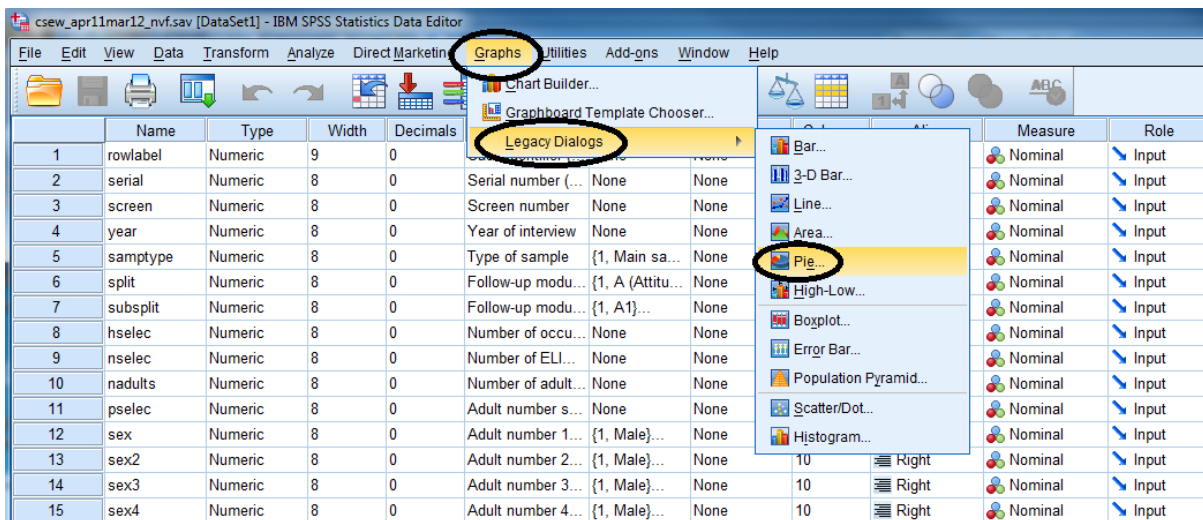 csew_apr11mar12_nvf.sav [DataSet1] - IBM SPSS Statistics Data Editor
File Edit View Data Transform Analyze Direct Marketing Graphs Utilities Add-ons Window Help
Chart Builder...
Graphboard Template Chooser...
Legacy Dialogs
Bar...
3-D Bar...
Line...
Area...
Pie...
High-Low...
Boxplot...
Error Bar...
Population Pyramid...
Scatter/Dot...
Histogram...
Name Type Width Decimals Measure Role
1 rowlabel Numeric 9 0 None Nominal Input
2 serial Numeric 8 0 Serial number (... None None Nominal Input
3 screen Numeric 8 0 Screen number None None Nominal Input
4 year Numeric 8 0 Year of interview None None Nominal Input
5 samptype Numeric 8 0 Type of sample {1, Main sa... None Nominal Input
6 split Numeric 8 0 Follow-up modu... {1, A (Attitu... None Nominal Input
7 subsplit Numeric 8 0 Follow-up modu... {1, A1}... None Nominal Input
8 hselec Numeric 8 0 Number of occu... None None Nominal Input
9 nselec Numeric 8 0 Number of ELI... None None Nominal Input
10 nadults Numeric 8 0 Number of adult... None None Nominal Input
11 pselec Numeric 8 0 Adult number s... None None Nominal Input
12 sex Numeric 8 0 Adult number 1... {1, Male}... None Nominal Input
13 sex2 Numeric 8 0 Adult number 2... {1, Male}... None 10 Right Nominal Input
14 sex3 Numeric 8 0 Adult number 3... {1, Male}... None 10 Right Nominal Input
15 sex4 Numeric 8 0 Adult number 4... {1, Male}... None 10 Right Nominal Input